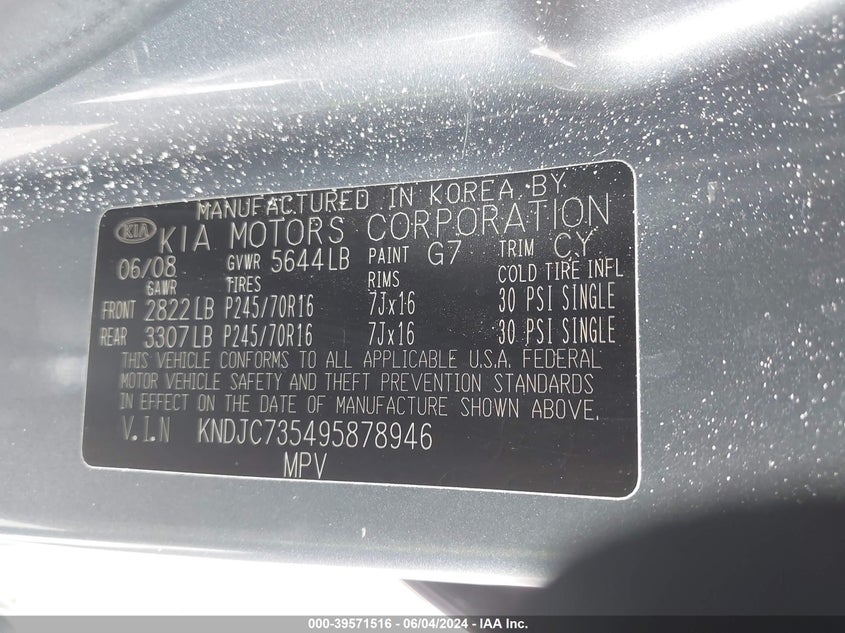 MANUFACTURED IN KOREA BY
KIA KIA MOTORS CORPORATION
06/08 GVWR 5644LB PAINT G7 TRIM CY
GAWR TIRES RIMS COLD TIRE INFL
FRONT 2822LB P245/70R16 7Jx16 30 PSI SINGLE
REAR 3307LB P245/70R16 7Jx16 30 PSI SINGLE
THIS VEHICLE CONFORMS TO ALL APPLICABLE U.S.A. FEDERAL
MOTOR VEHICLE SAFETY AND THEFT PREVENTION STANDARDS
IN EFFECT ON THE DATE OF MANUFACTURE SHOWN ABOVE.
V.I.N KNDJC735495878946
MPV
000-39571516 - 06/04/2024 - IAA Inc.